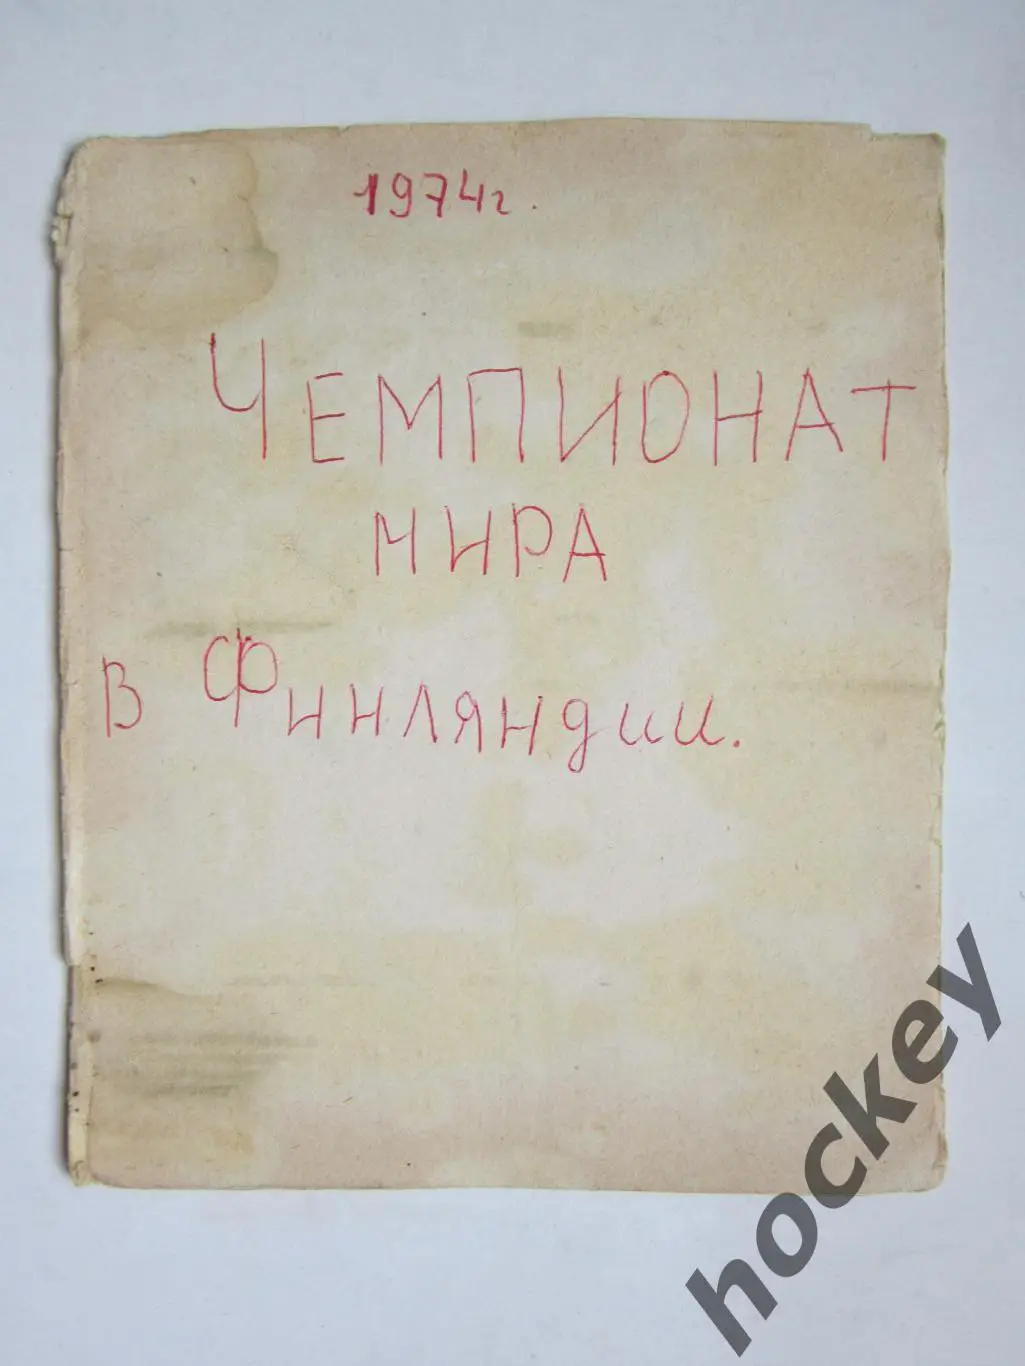 1974г.
ЧЕМПИОНАТ
МИРА
в Финляндии.
hockey